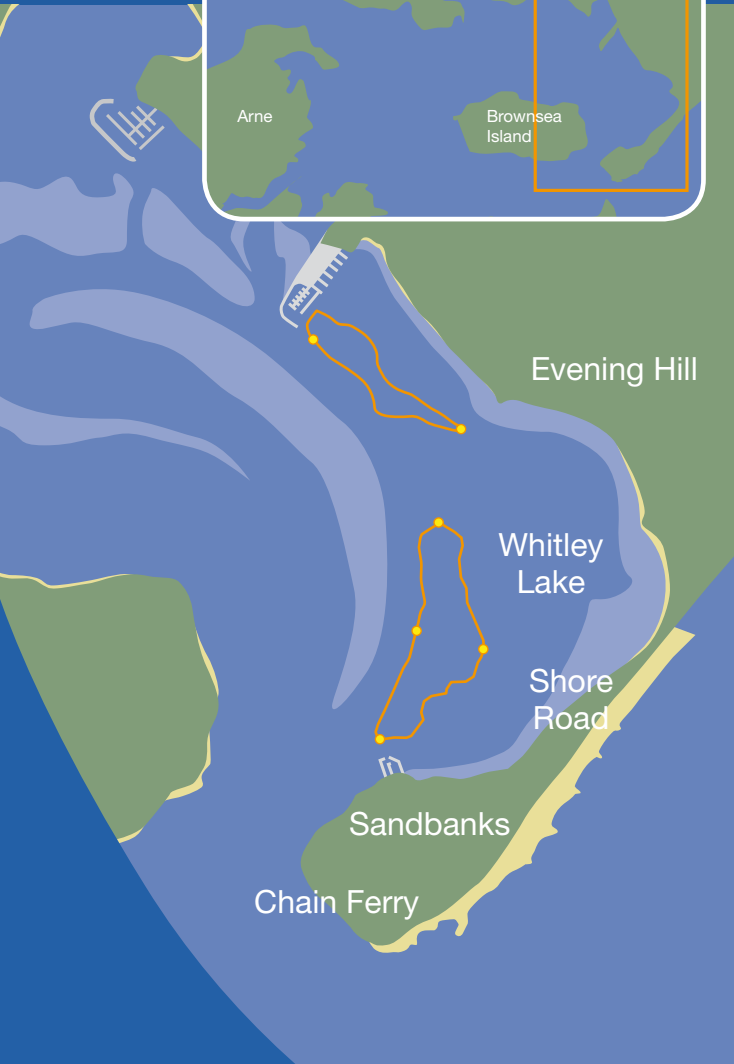 Arne
Brownsea
Island
Evening Hill
Whitley
Lake
Shore
Road
Sandbanks
Chain Ferry